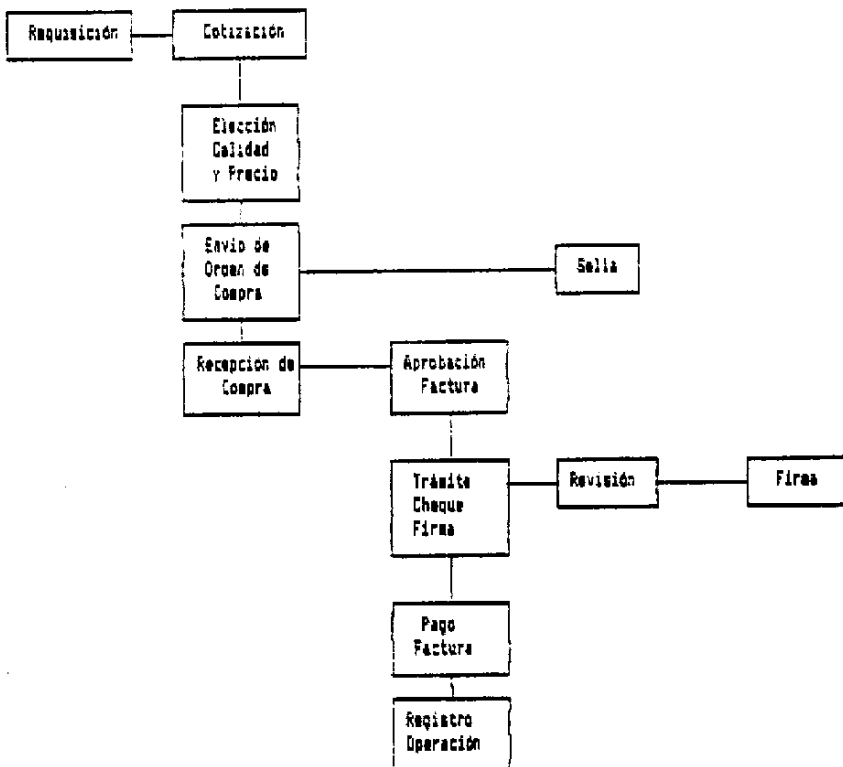 Requisición
Cotización
Elección
Calidad
y Precio
Envio de
Orden de
Compra
Sella
Recepción de
Compra
Aprobación
Factura
Trámite
Cheque
Firma
Revisión
Firma
Pago
Factura
Registro
Operación